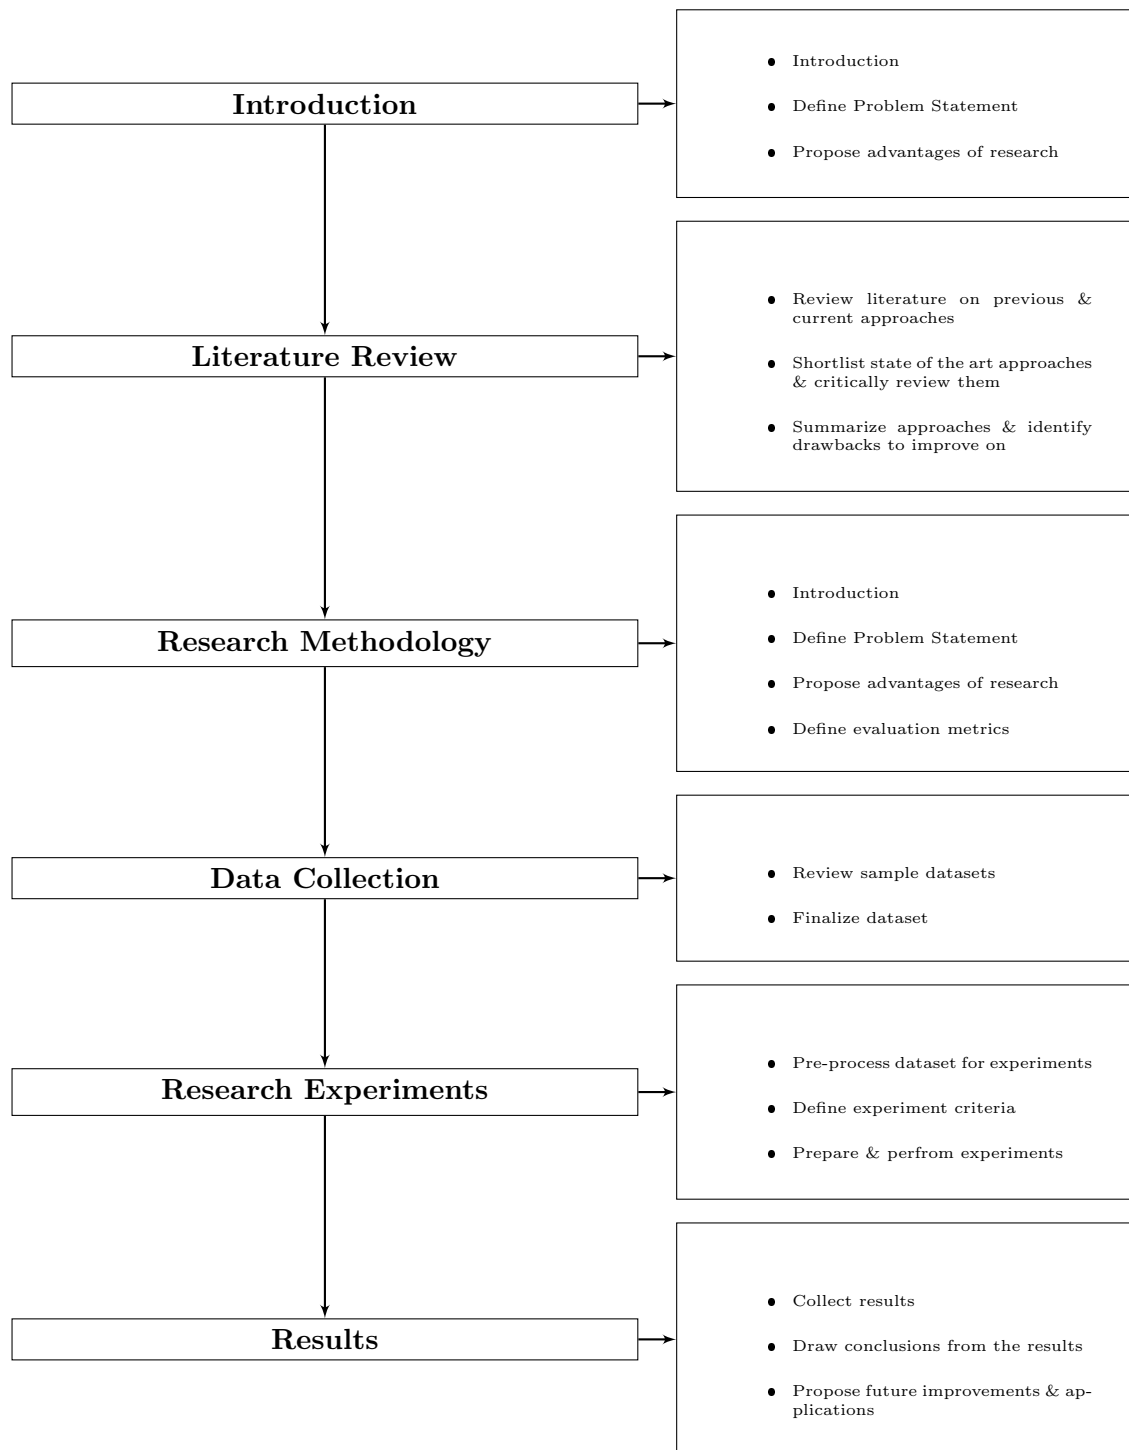 Introduction
• Introduction
• Define Problem Statement
• Propose advantages of research
Literature Review
• Review literature on previous &
current approaches
• Shortlist state of the art approaches
& critically review them
• Summarize approaches & identify
drawbacks to improve on
Research Methodology
• Introduction
• Define Problem Statement
• Propose advantages of research
• Define evaluation metrics
Data Collection
• Review sample datasets
• Finalize dataset
Research Experiments
• Pre-process dataset for experiments
• Define experiment criteria
• Prepare & perfrom experiments
Results
• Collect results
• Draw conclusions from the results
• Propose future improvements & ap-
plications